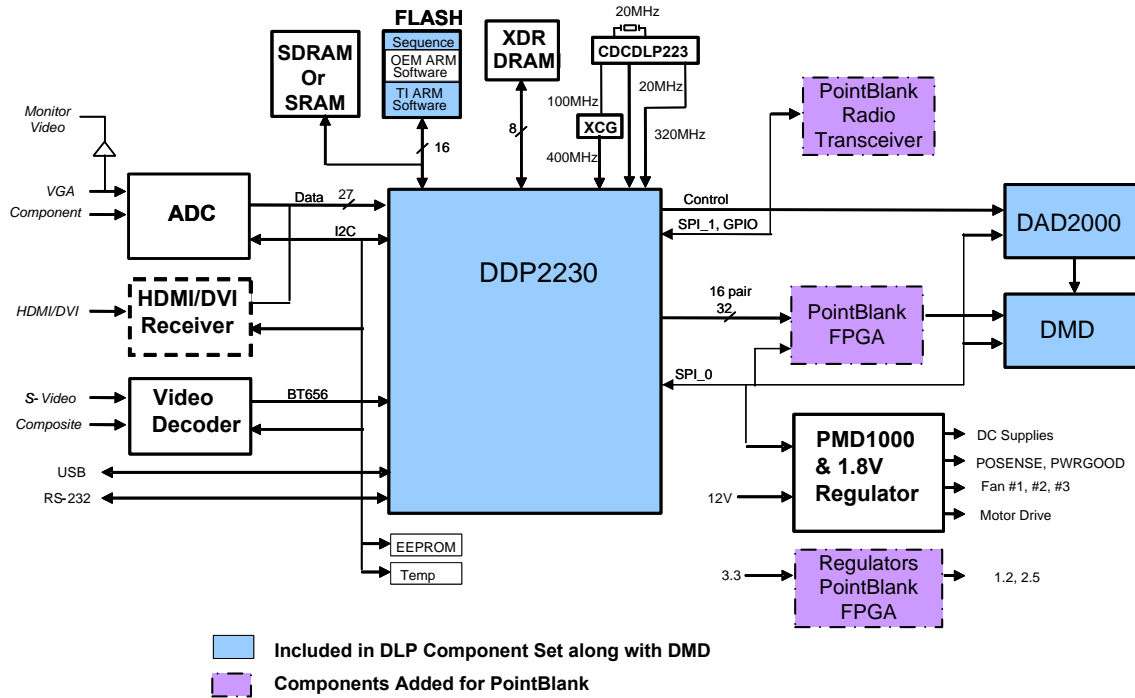 FLASH
20MHz
SDRAM
Or
SRAM
Sequence
OEM ARM
Software
TI ARM
Software
XDR
DRAM
CDCDLP223
20MHz
100MHz
XCG
400MHz
320MHz
8
16
PointBlank
Radio
Transceiver
Monitor
Video
VGA
Component
ADC
Data
27
I2C
DDP2230
Control
SPI_1, GPIO
DAD2000
HDMI/DVI
HDMI/DVI
Receiver
16 pair
32
PointBlank
FPGA
DMD
S-Video
Composite
Video
Decoder
BT656
SPI_0
USB
RS-232
12V
PMD1000
& 1.8V
Regulator
DC Supplies
POSENSE, PWRGOOD
Fan #1, #2, #3
Motor Drive
EEPROM
Temp
3.3
Regulators
PointBlank
FPGA
1.2, 2.5
Included in DLP Component Set along with DMD
Components Added for PointBlank